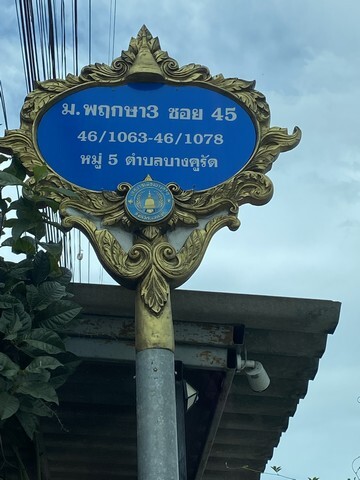 ม.พฤกษา3 ซอย 45
46/1063-46/1078
หมู่ 5 ตำบลบางคูรัด